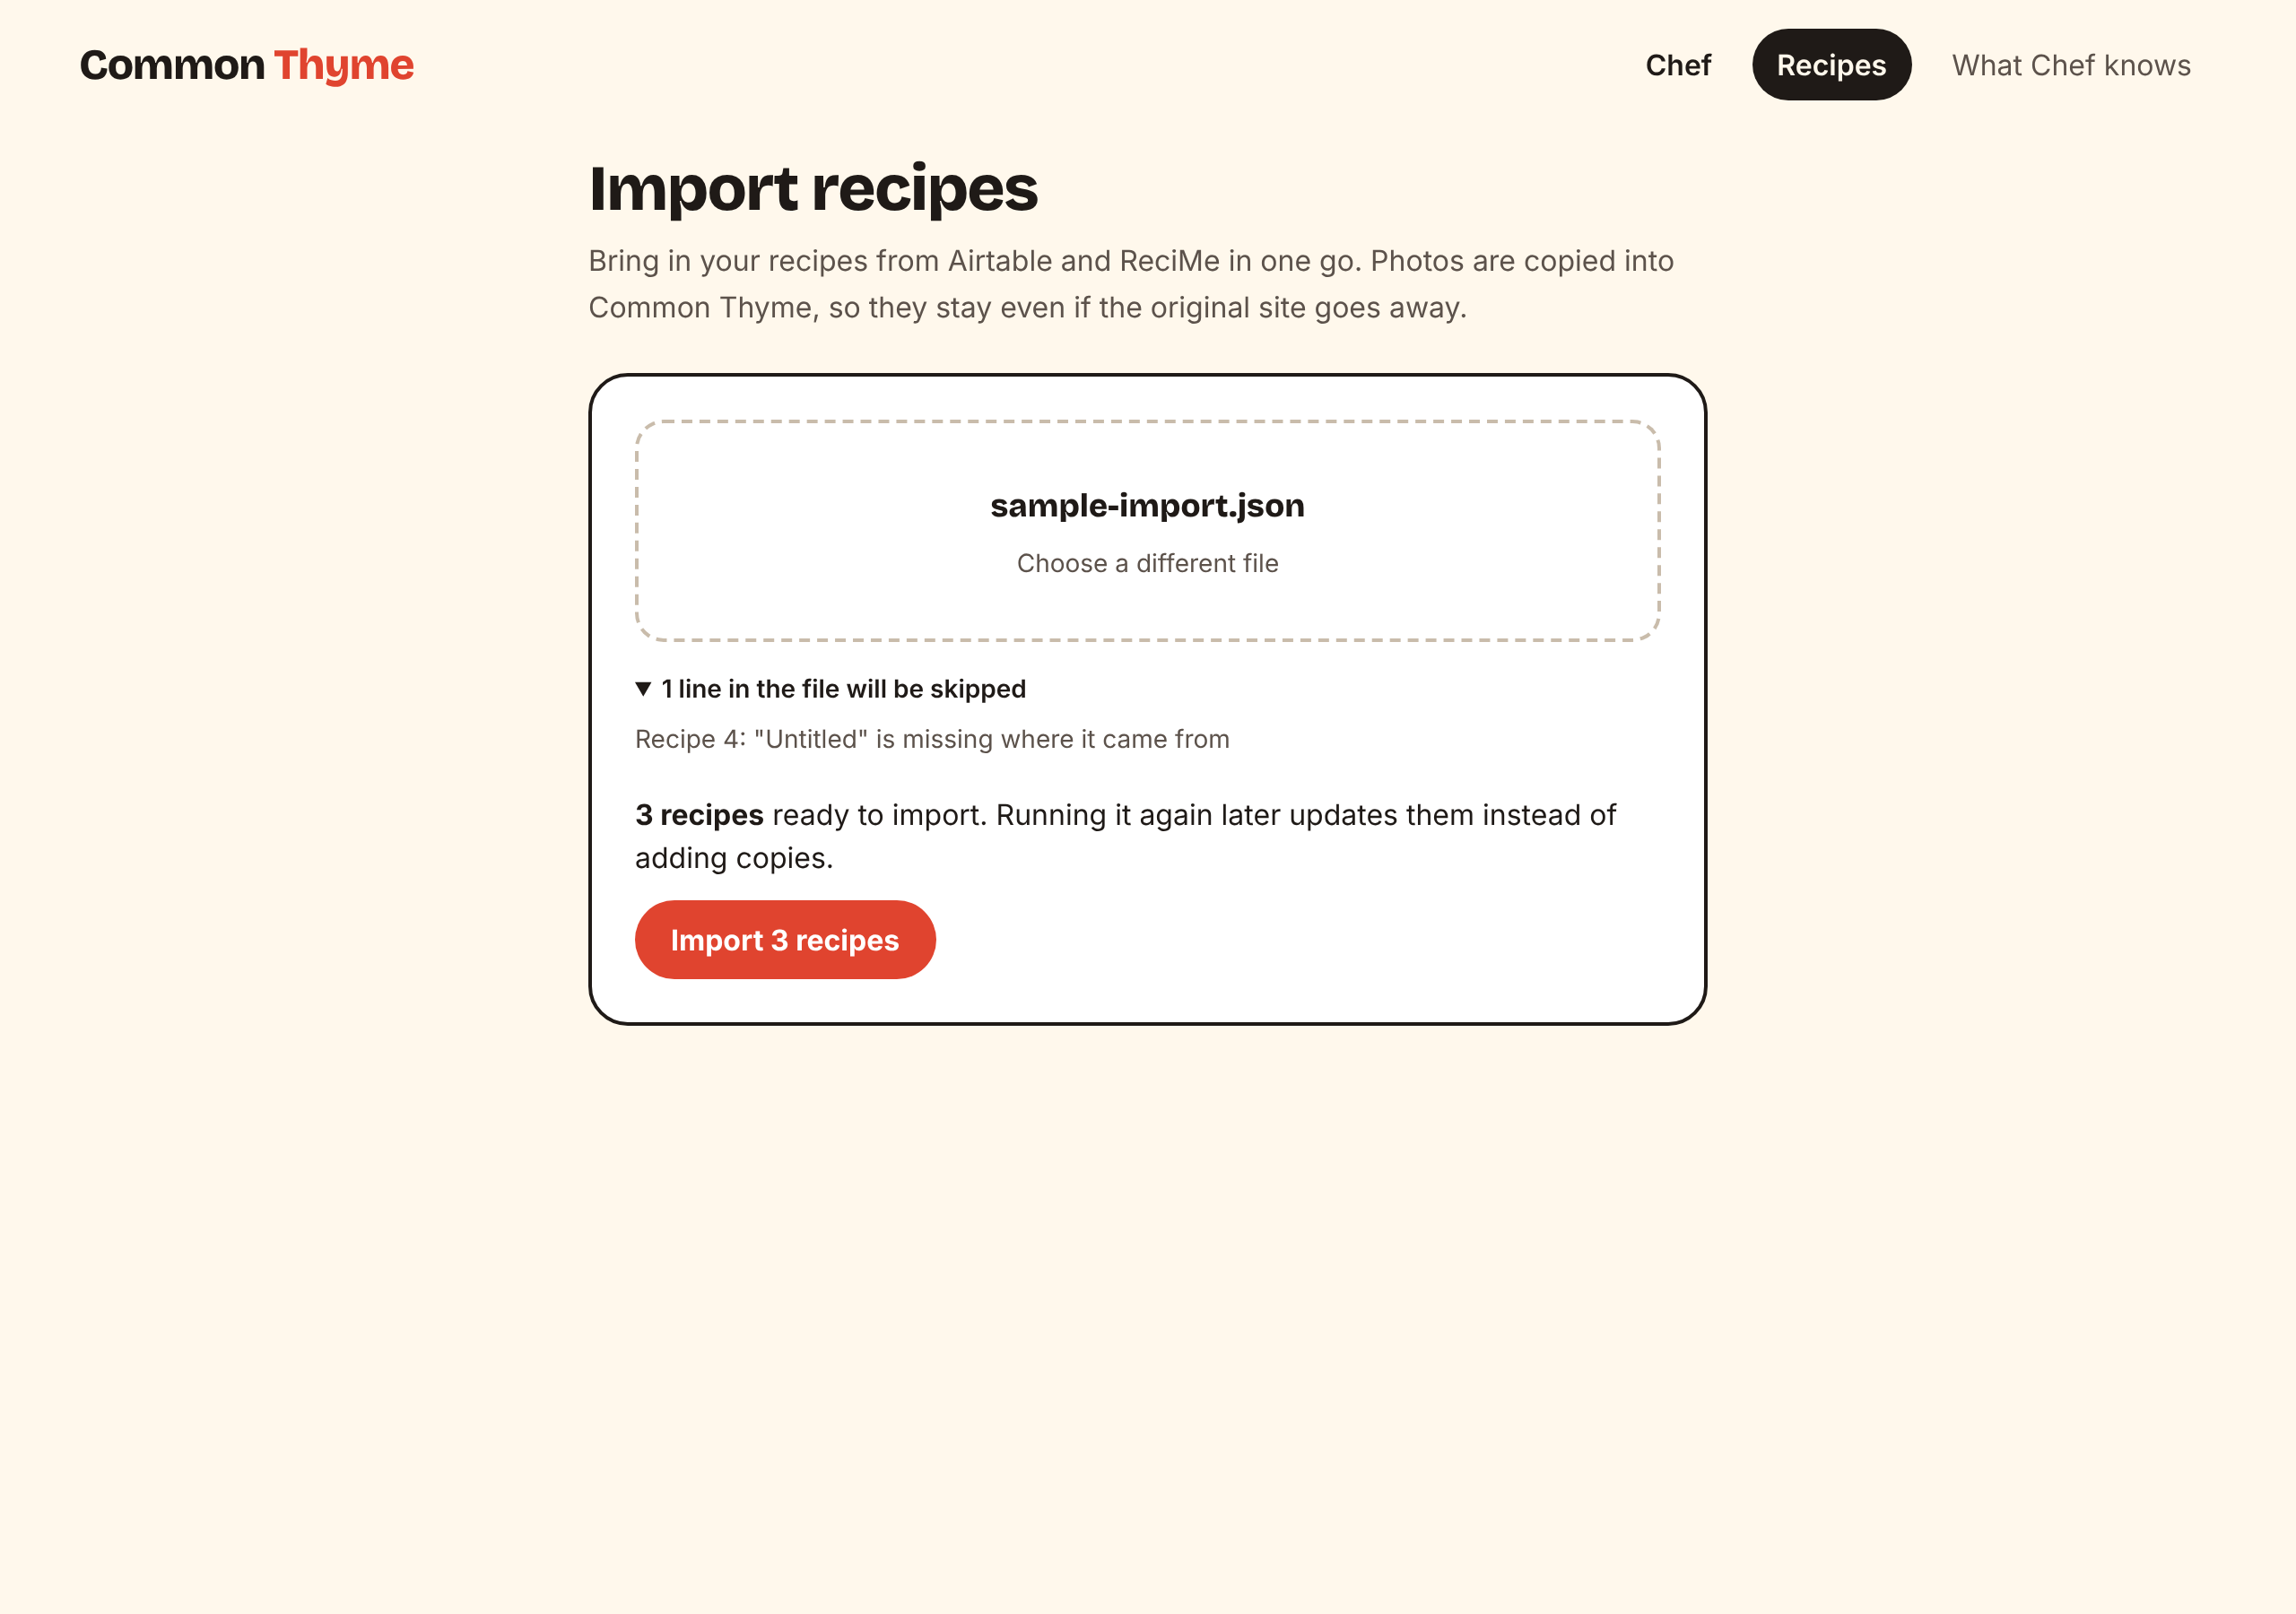 Common Thyme
Chef
Recipes
What Chef knows
Import recipes
Bring in your recipes from Airtable and ReciMe in one go. Photos are copied into
Common Thyme, so they stay even if the original site goes away.
sample-import.json
Choose a different file
1 line in the file will be skipped
Recipe 4: "Untitled" is missing where it came from
3 recipes ready to import. Running it again later updates them instead of
adding copies.
Import 3 recipes